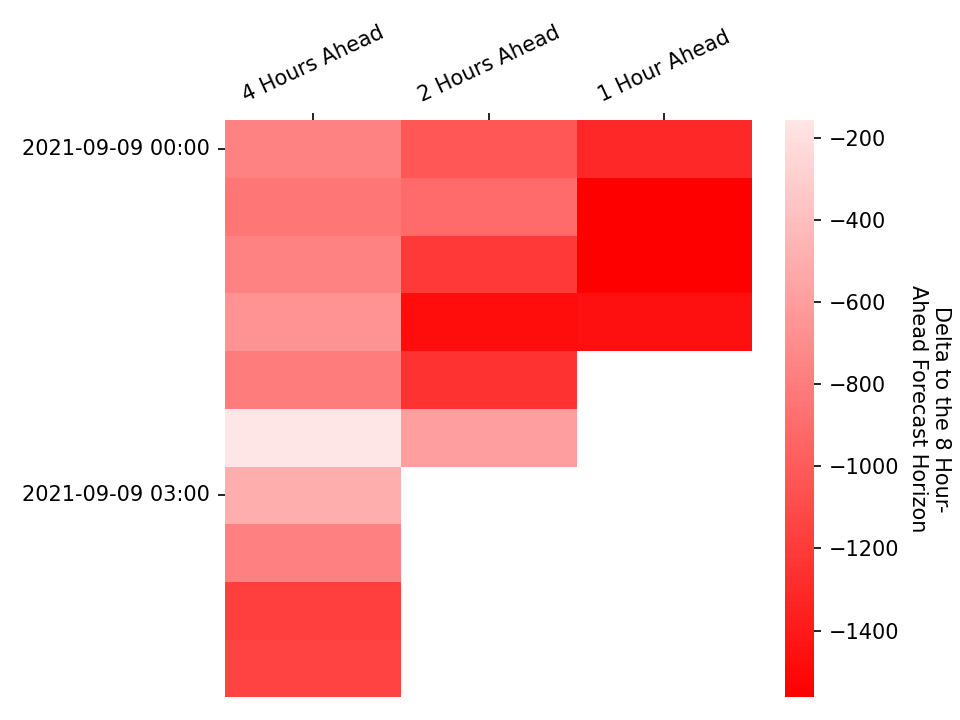 4 Hours Ahead
2 Hours Ahead
1 Hour Ahead
2021-09-09 00:00
2021-09-09 03:00
−200
−400
−600
−800
−1000
−1200
−1400
Delta to the 8 Hour-
Ahead Forecast Horizon